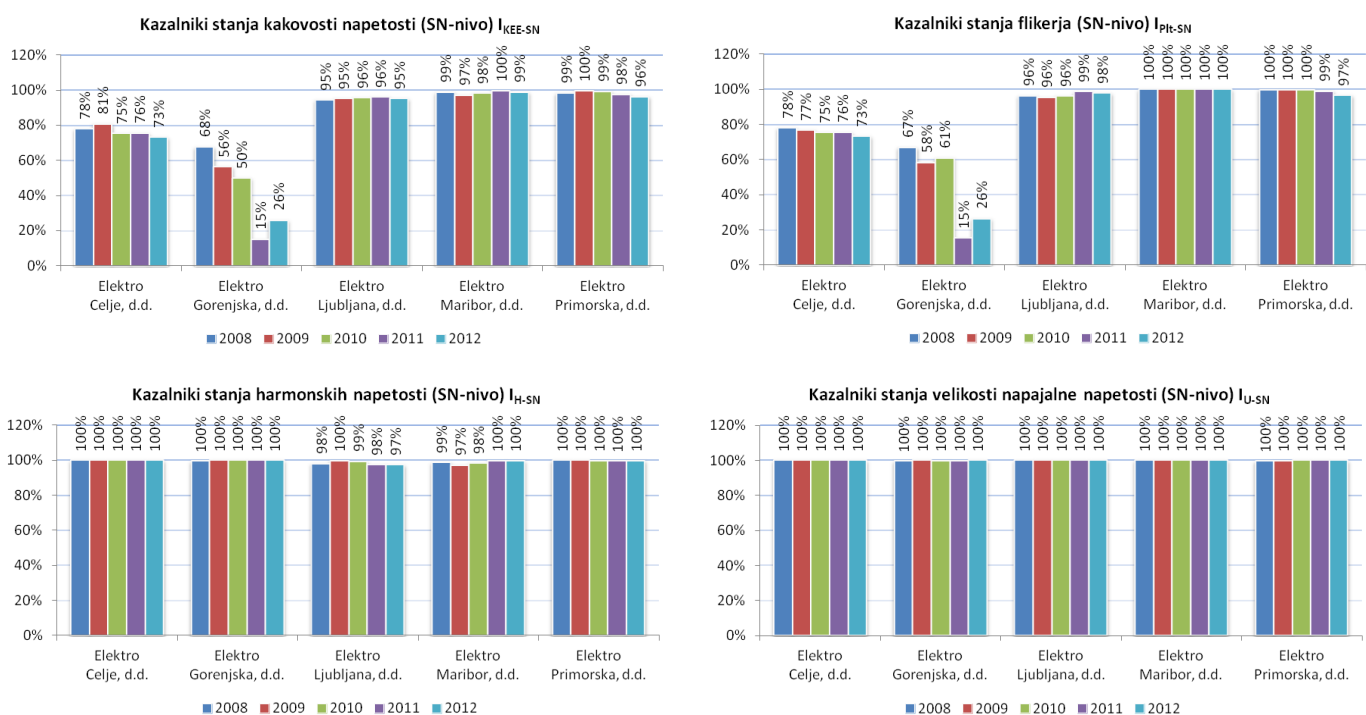 Kazalniki stanja kakovosti napetosti (SN-nivo) I_KEE-SN
120%
100%
80%
60%
40%
20%
0%
78% 81% 75% 76% 73%
68% 56% 50% 15% 26%
95% 95% 96% 96% 95%
99% 97% 98% 100% 99%
99% 100% 99% 98% 96%
Elektro Elektro Elektro Elektro Elektro
Celje, d.d. Gorenjska, d.d. Ljubljana, d.d. Maribor, d.d. Primorska, d.d.
2008 2009 2010 2011 2012
Kazalniki stanja flikerja (SN-nivo) I_Plt-SN
120%
100%
80%
60%
40%
20%
0%
78% 77% 75% 76% 73%
67% 58% 61% 15% 26%
96% 96% 96% 99% 98%
100% 100% 100% 100% 100%
100% 100% 100% 99% 97%
Elektro Elektro Elektro Elektro Elektro
Celje, d.d. Gorenjska, d.d. Ljubljana, d.d. Maribor, d.d. Primorska, d.d.
2008 2009 2010 2011 2012
Kazalniki stanja harmonskih napetosti (SN-nivo) I_H-SN
120%
100%
80%
60%
40%
20%
0%
100% 100% 100% 100% 100%
100% 100% 100% 100% 100%
98% 100% 99% 98% 97%
99% 97% 98% 100% 100%
100% 100% 100% 100% 100%
Elektro Elektro Elektro Elektro Elektro
Celje, d.d. Gorenjska, d.d. Ljubljana, d.d. Maribor, d.d. Primorska, d.d.
2008 2009 2010 2011 2012
Kazalniki stanja velikosti napajalne napetosti (SN-nivo) I_U-SN
120%
100%
80%
60%
40%
20%
0%
100% 100% 100% 100% 100%
100% 100% 100% 100% 100%
100% 100% 100% 100% 100%
100% 100% 100% 100% 100%
100% 100% 100% 100% 100%
Elektro Elektro Elektro Elektro Elektro
Celje, d.d. Gorenjska, d.d. Ljubljana, d.d. Maribor, d.d. Primorska, d.d.
2008 2009 2010 2011 2012